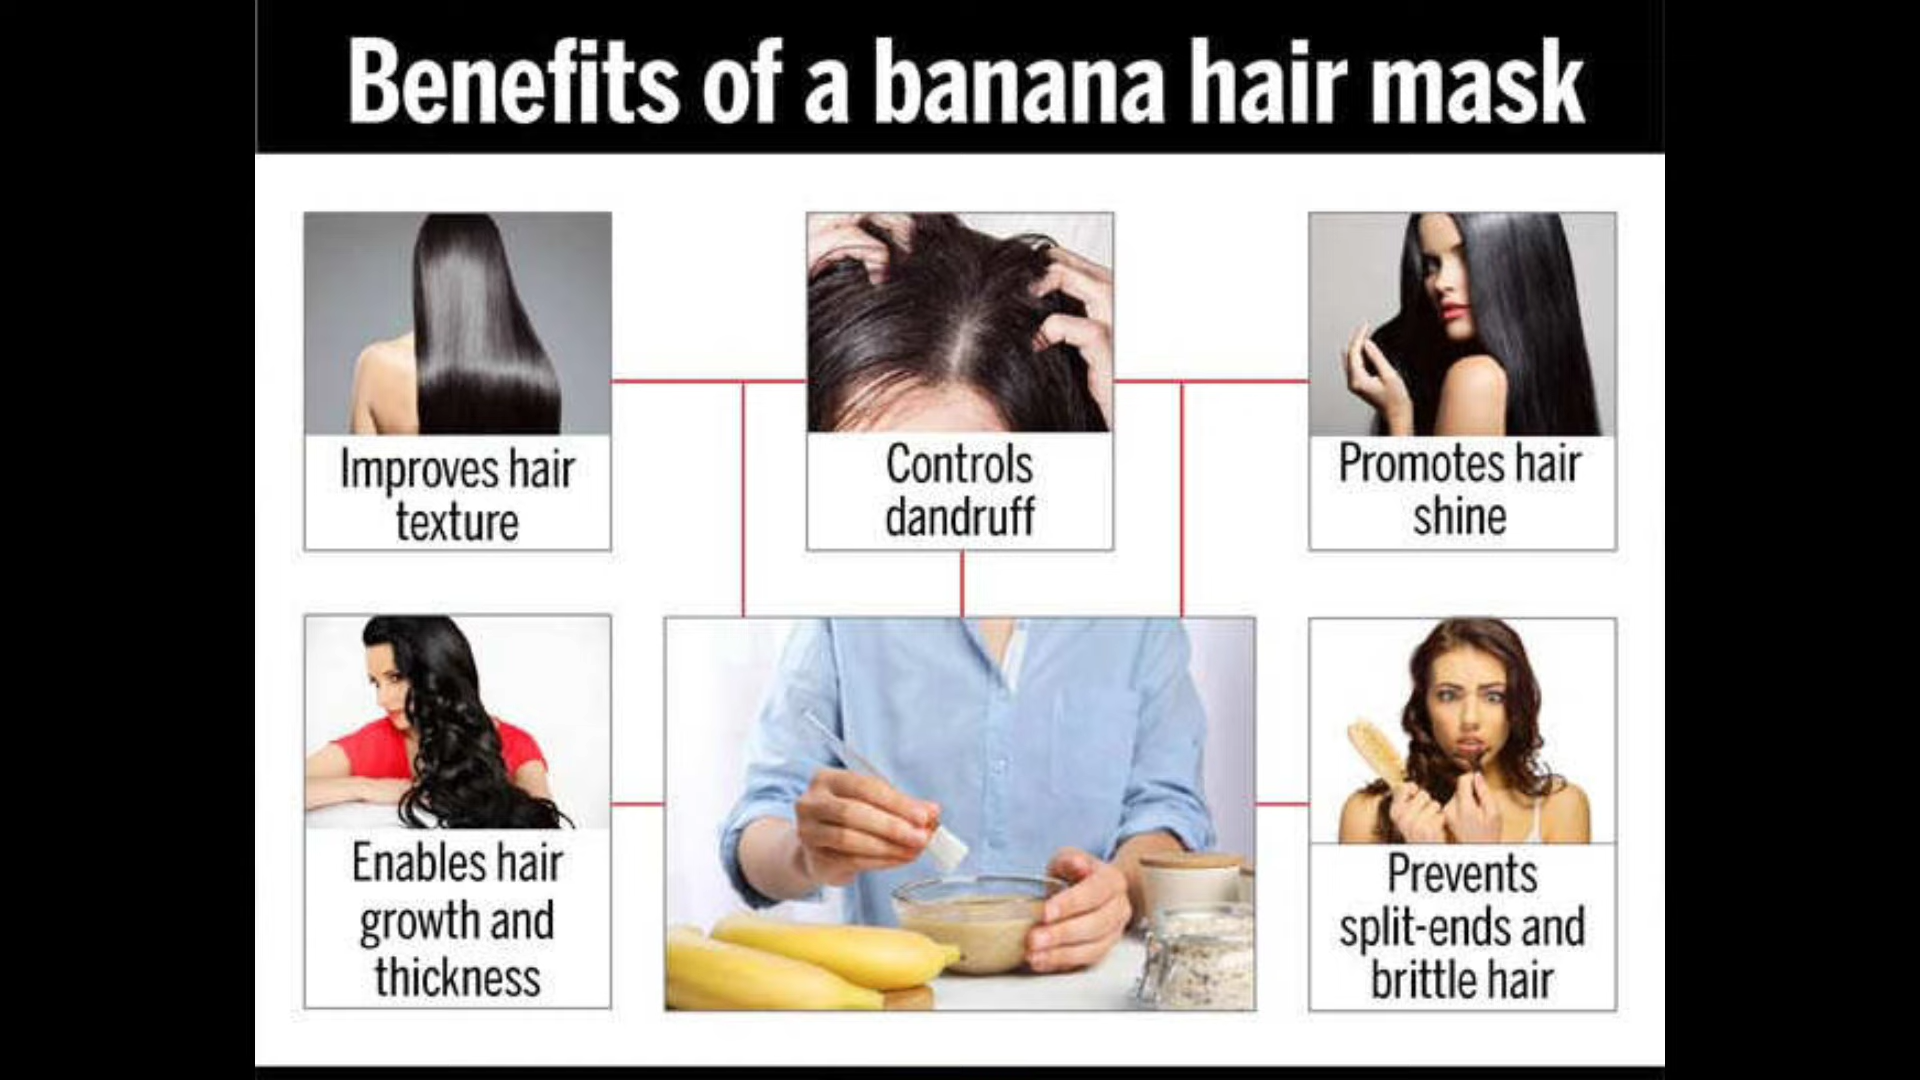 Benefits of a banana hair mask
Improves hair
texture
Controls
dandruff
Promotes hair
shine
Enables hair
growth and
thickness
Prevents
split-ends and
brittle hair